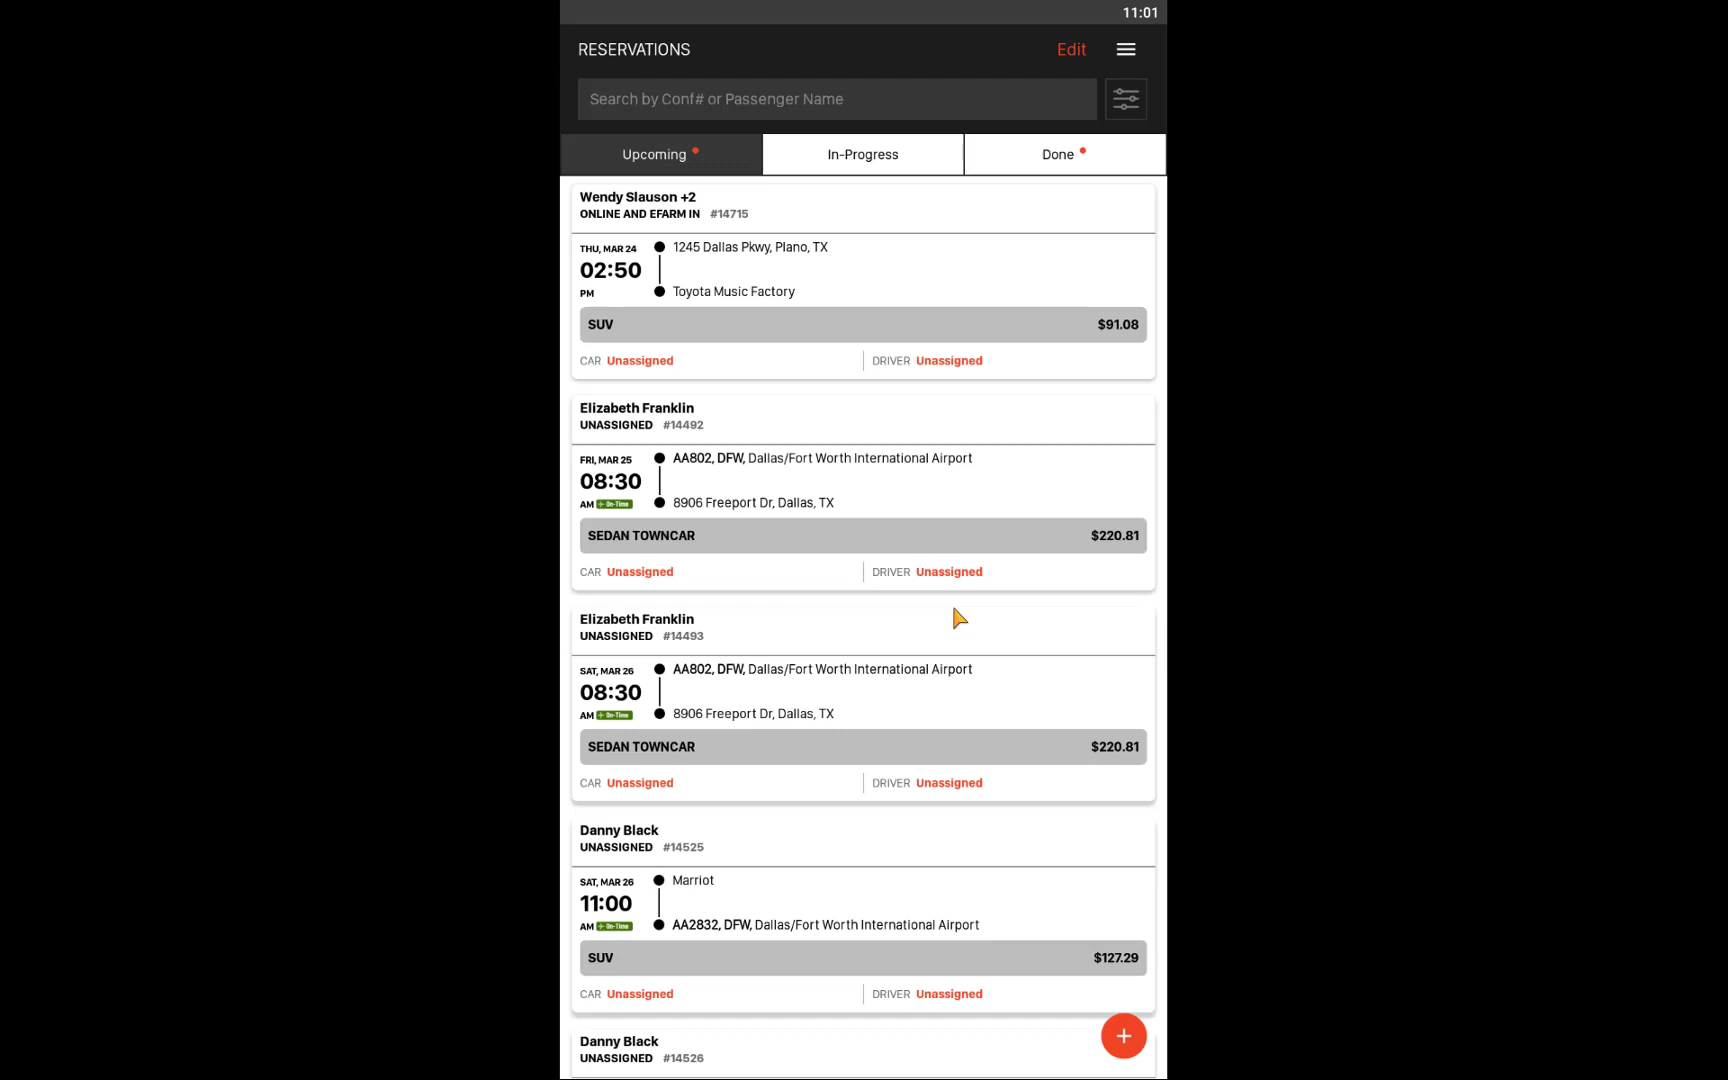 11:01
RESERVATIONS Edit
Search by Conf# or Passenger Name
Upcoming In-Progress Done
Wendy Slauson +2
ONLINE AND EFARM IN #14715
THU, MAR 24 1245 Dallas Pkwy, Plano, TX
02:50
PM Toyota Music Factory
SUV $91.08
CAR Unassigned DRIVER Unassigned
Elizabeth Franklin
UNASSIGNED #14492
FRI, MAR 25 AA802, DFW, Dallas/Fort Worth International Airport
08:30
AM On-Time 8906 Freeport Dr, Dallas, TX
SEDAN TOWNCAR $220.81
CAR Unassigned DRIVER Unassigned
Elizabeth Franklin
UNASSIGNED #14493
SAT, MAR 26 AA802, DFW, Dallas/Fort Worth International Airport
08:30
AM On-Time 8906 Freeport Dr, Dallas, TX
SEDAN TOWNCAR $220.81
CAR Unassigned DRIVER Unassigned
Danny Black
UNASSIGNED #14525
SAT, MAR 26 Marriot
11:00
AM On-Time AA2832, DFW, Dallas/Fort Worth International Airport
SUV $127.29
CAR Unassigned DRIVER Unassigned
Danny Black
UNASSIGNED #14526